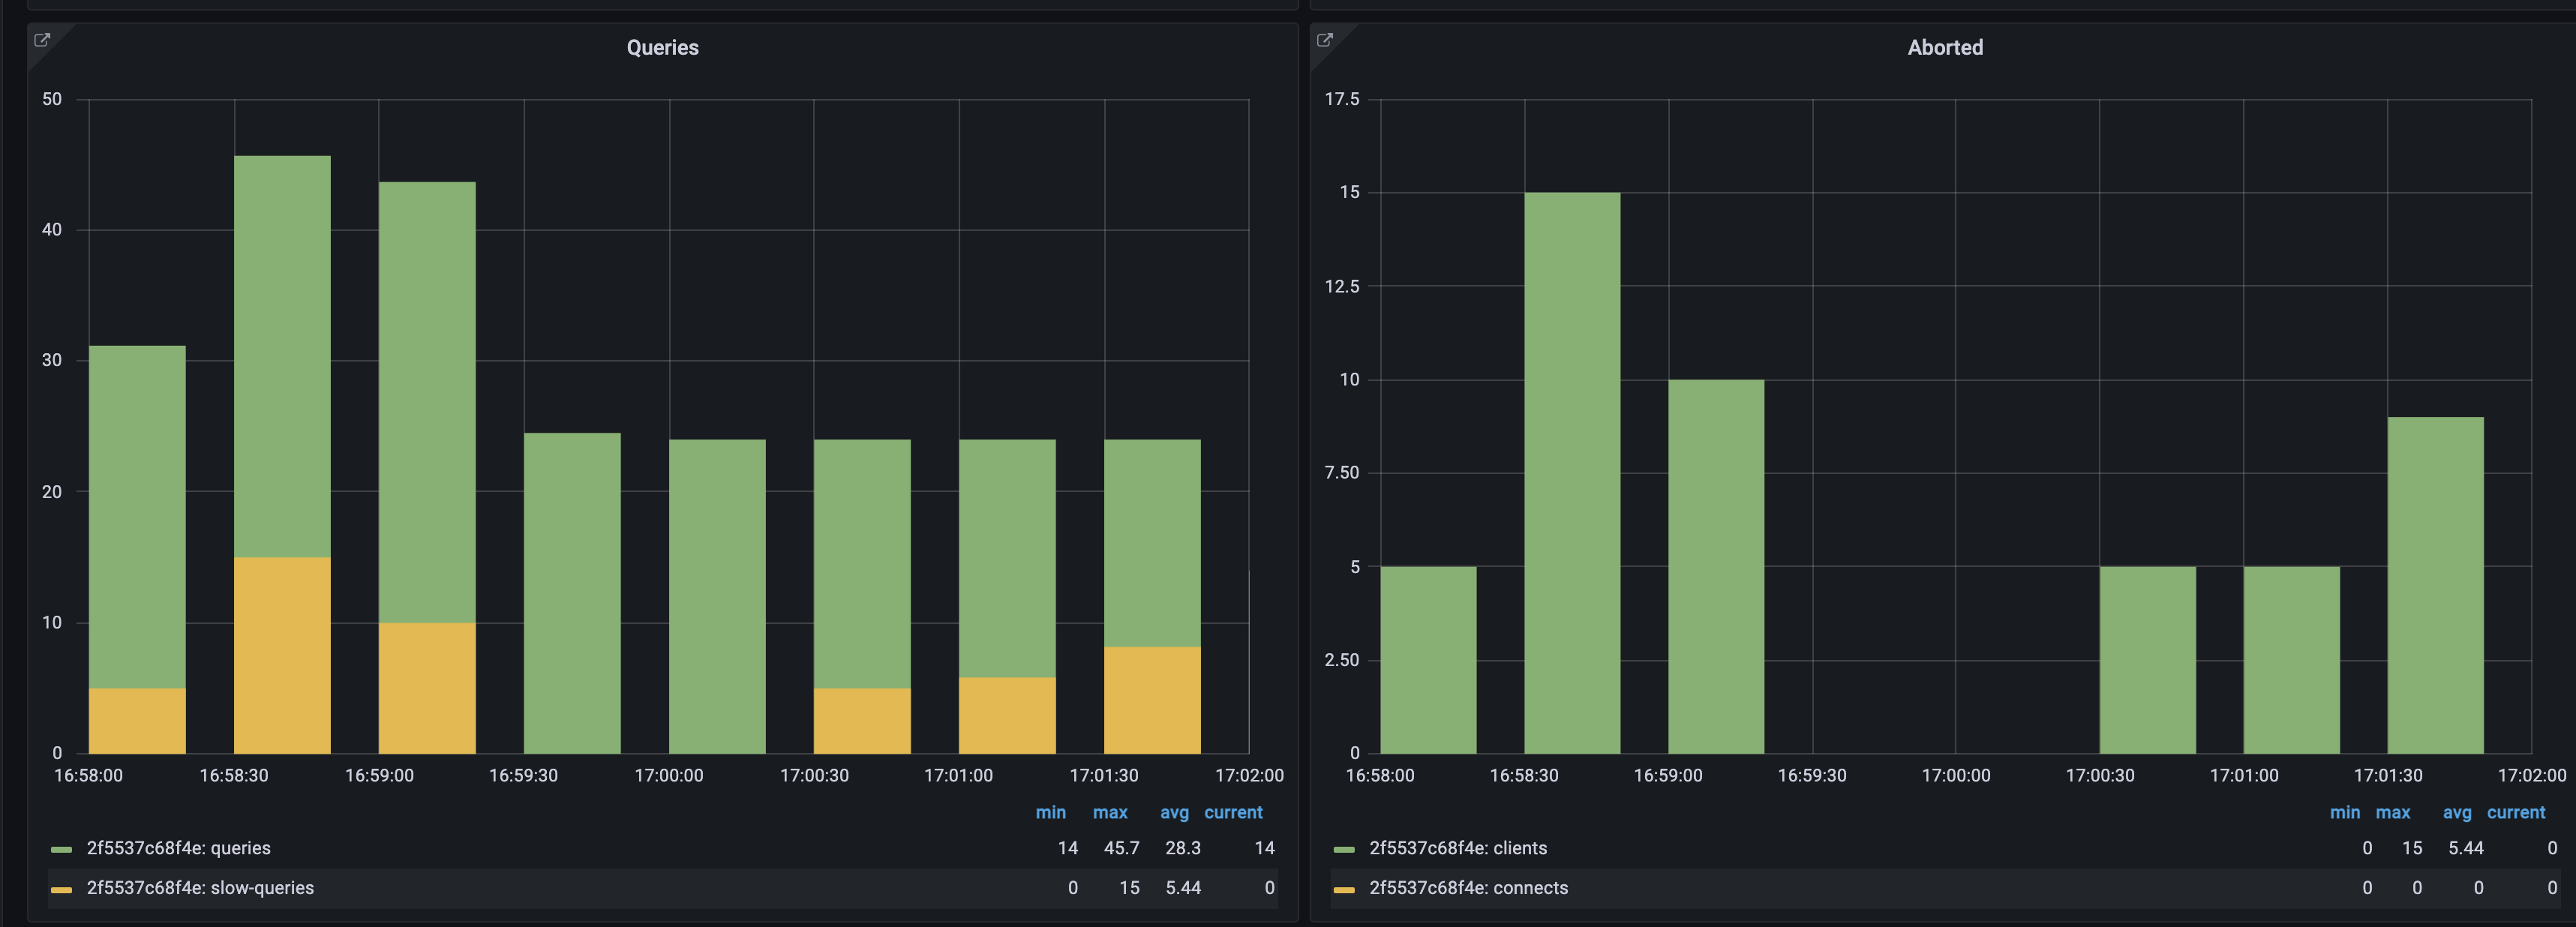 Queries
50
40
30
20
10
0
16:58:00 16:58:30 16:59:00 16:59:30 17:00:00 17:00:30 17:01:00 17:01:30 17:02:00
min max avg current
2f5537c68f4e: queries 14 45.7 28.3 14
2f5537c68f4e: slow-queries 0 15 5.44 0
Aborted
17.5
15
12.5
10
7.50
5
2.50
0
16:58:00 16:58:30 16:59:00 16:59:30 17:00:00 17:00:30 17:01:00 17:01:30 17:02:00
min max avg current
2f5537c68f4e: clients 0 15 5.44 0
2f5537c68f4e: connects 0 0 0 0